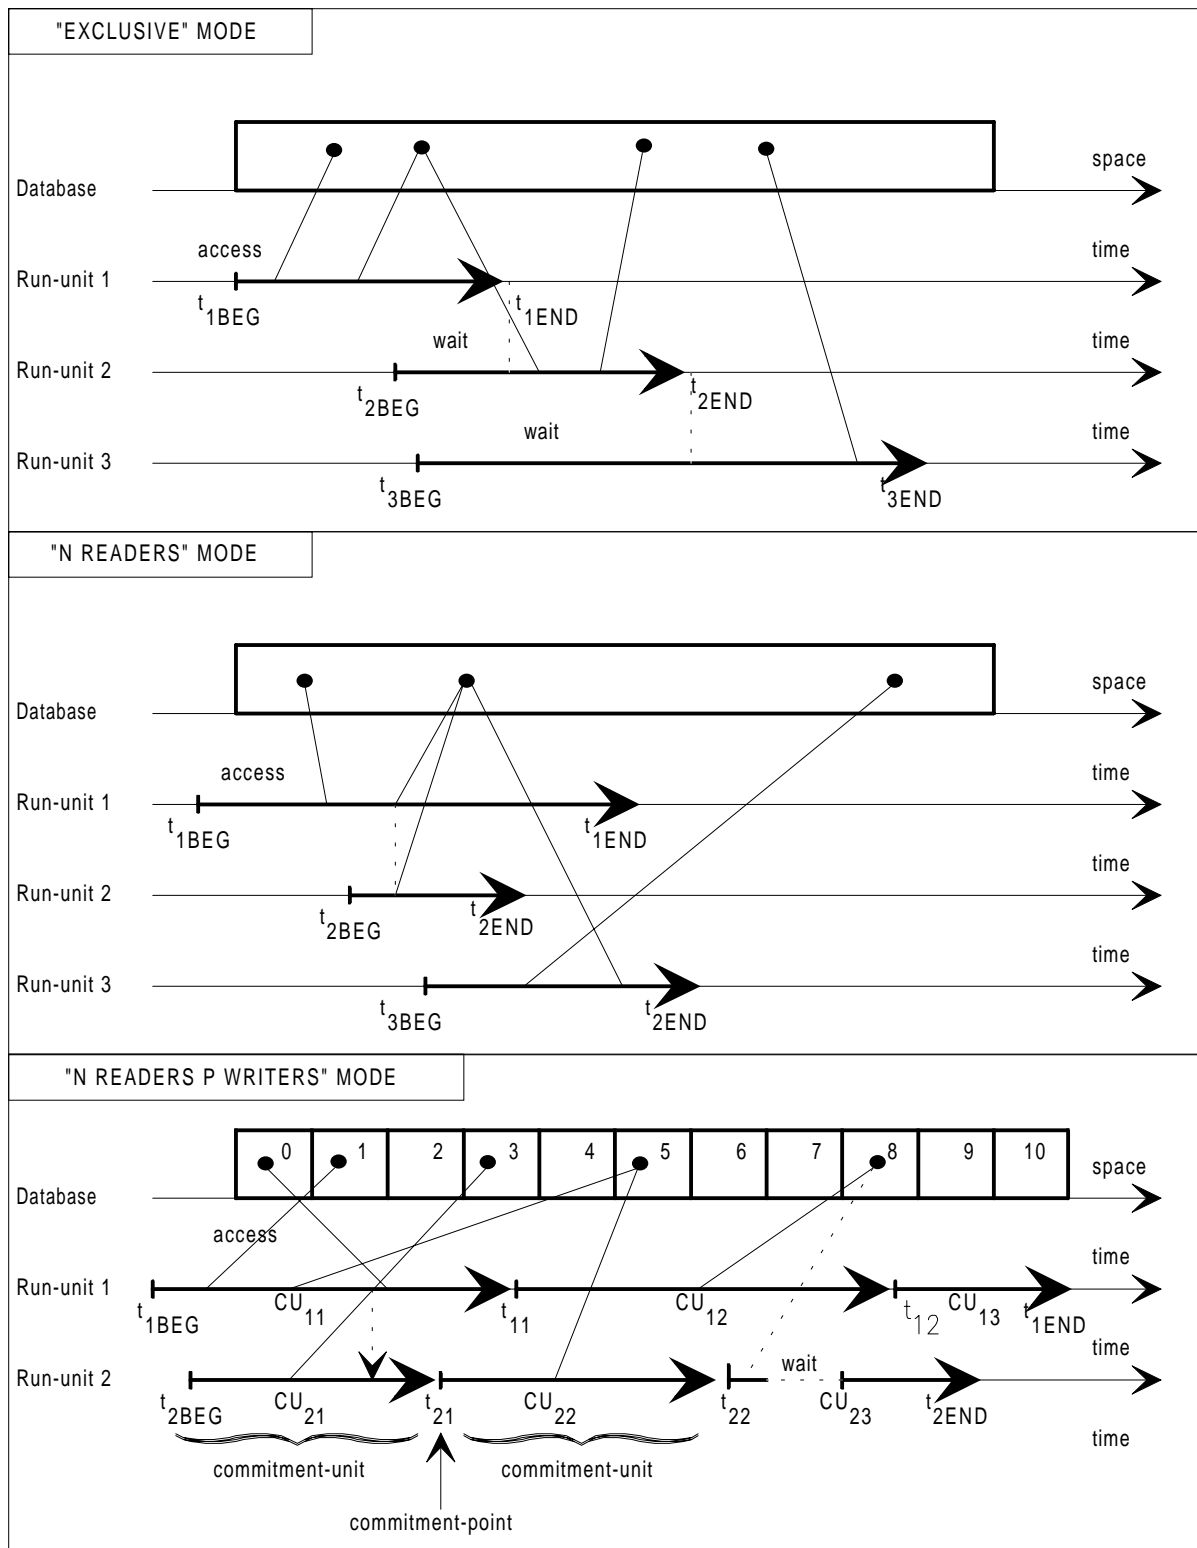 "EXCLUSIVE" MODE
space
Database
access
time
Run-unit 1
t1BEG
t1END
wait
time
Run-unit 2
t2BEG
t2END
wait
time
Run-unit 3
t3BEG
t3END
"N READERS" MODE
space
Database
access
time
Run-unit 1
t1BEG
t1END
time
Run-unit 2
t2BEG
t2END
time
Run-unit 3
t3BEG
t2END
"N READERS P WRITERS" MODE
0 1 2 3 4 5 6 7 8 9 10
space
Database
access
time
Run-unit 1
t1BEG CU11 t11 CU12 t12 CU13 t1END
time
Run-unit 2
wait
t2BEG CU21 t21 CU22 t22 CU23 t2END
time
commitment-unit commitment-unit
commitment-point